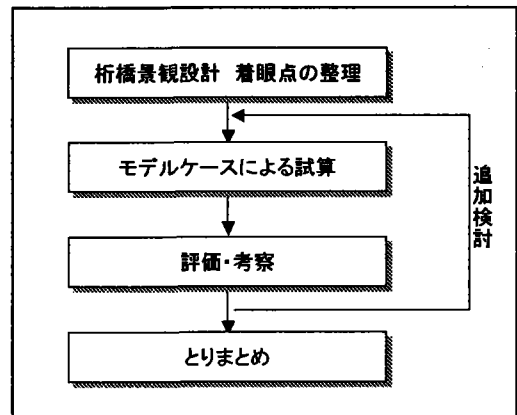 桁橋景観設計 着眼点の整理
モデルケースによる試算
追加検討
評価・考察
とりまとめ